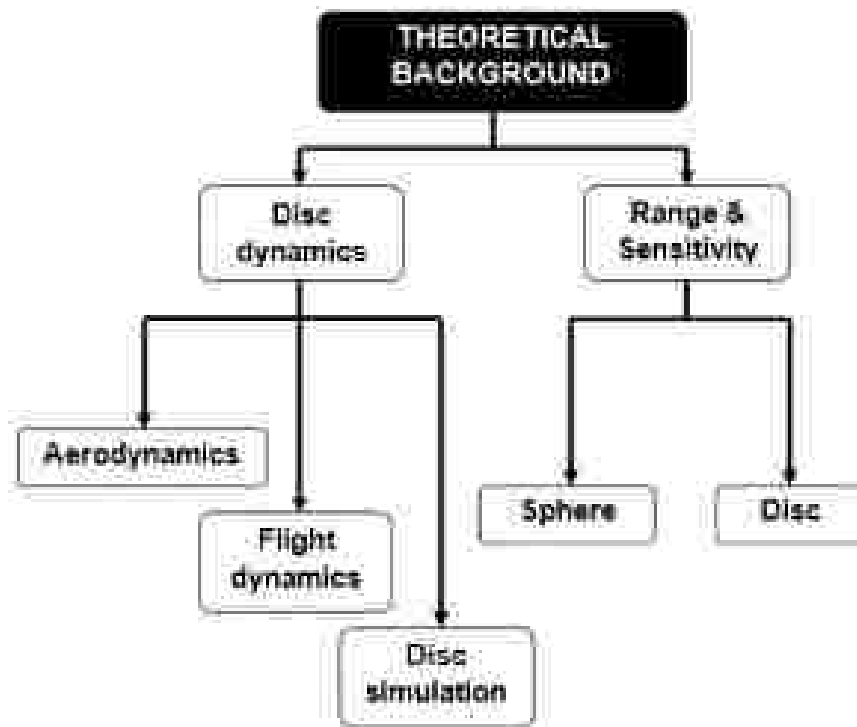 THEORETICAL
BACKGROUND
Disc
dynamics
Range &
Sensitivity
Aerodynamics
Flight
dynamics
Disc
simulation
Sphere
Disc